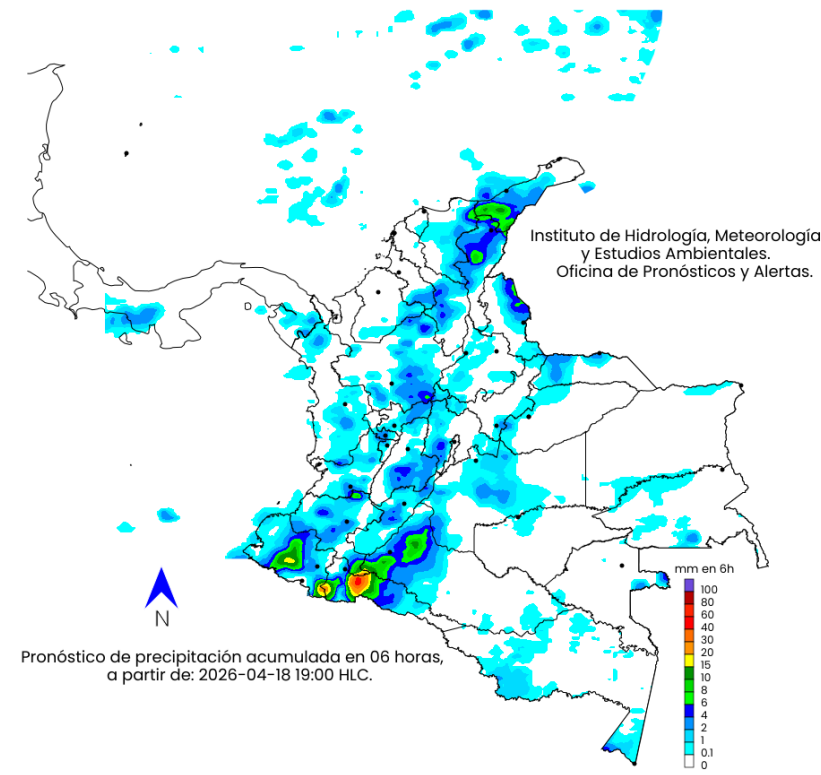 Instituto de Hidrología, Meteorología
y Estudios Ambientales.
Oficina de Pronósticos y Alertas.
mm en 6h
100
80
60
40
30
20
15
10
8
6
4
2
1
0.1
0
N
Pronóstico de precipitación acumulada en 06 horas,
a partir de: 2026-04-18 19:00 HLC.